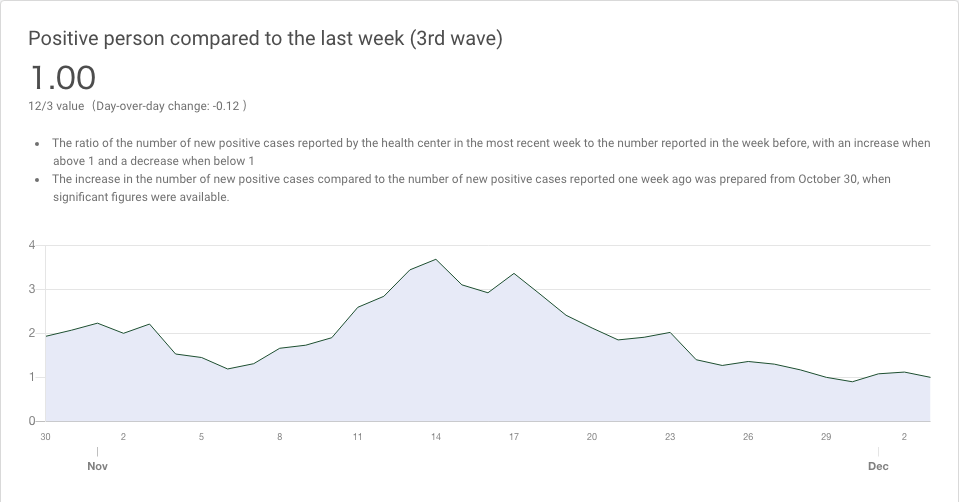 Positive person compared to the last week (3rd wave)
1.00
12/3 value （Day-over-day change: -0.12 ）
• The ratio of the number of new positive cases reported by the health center in the most recent week to the number reported in the week before, with an increase when
above 1 and a decrease when below 1
• The increase in the number of new positive cases compared to the number of new positive cases reported one week ago was prepared from October 30, when
significant figures were available.
4
3
2
1
0
30 2 5 8 11 14 17 20 23 26 29 2
Nov Dec